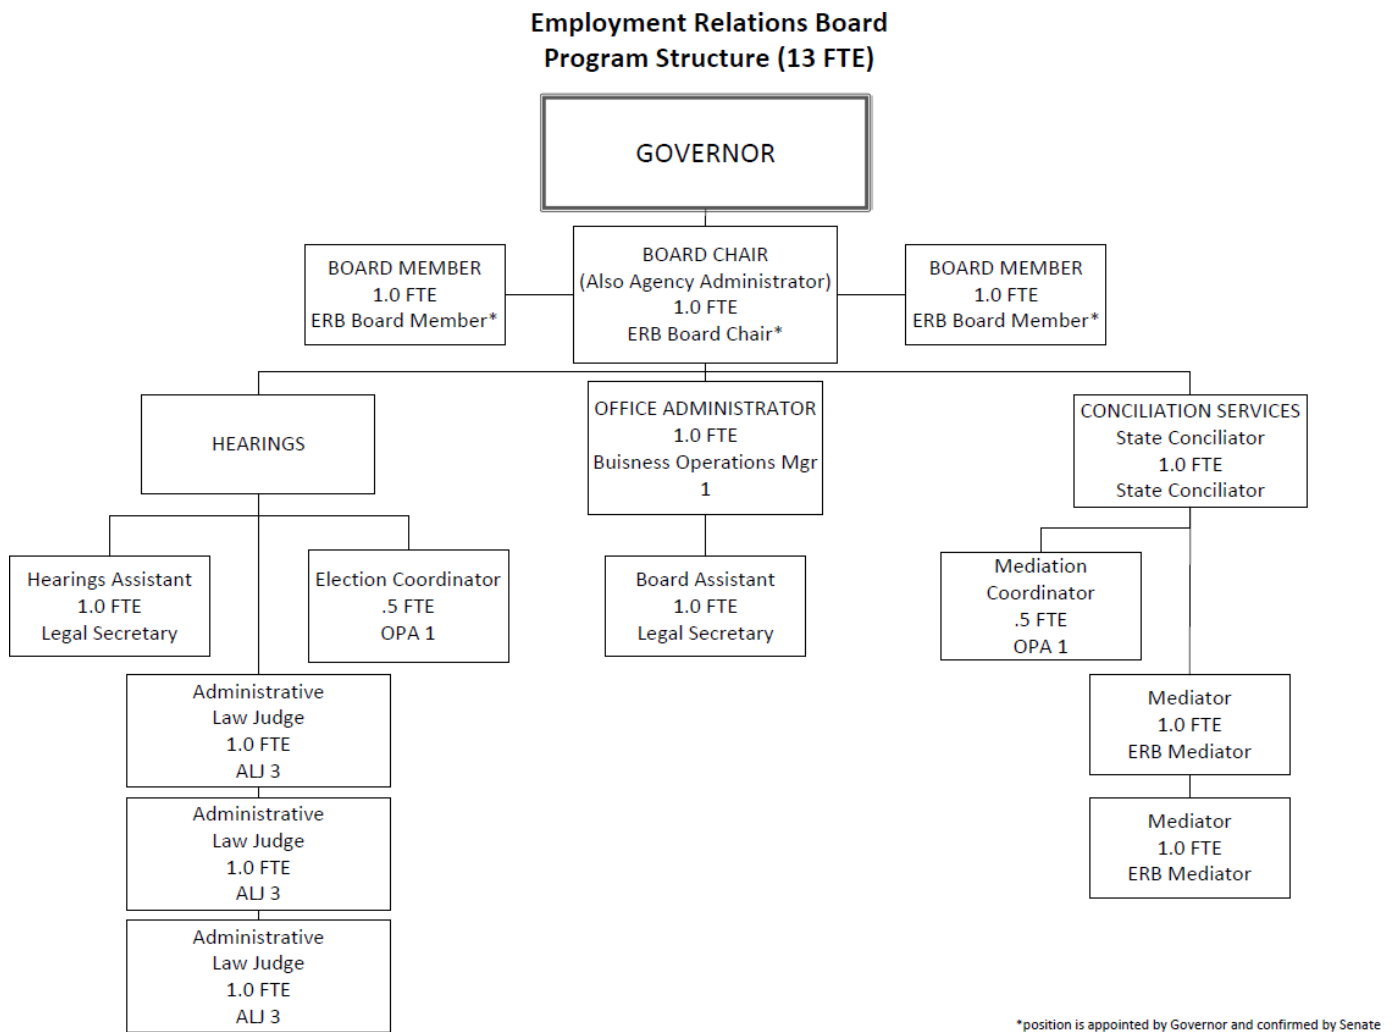 Employment Relations Board
Program Structure (13 FTE)
GOVERNOR
BOARD MEMBER
1.0 FTE
ERB Board Member*
BOARD CHAIR
(Also Agency Administrator)
1.0 FTE
ERB Board Chair*
BOARD MEMBER
1.0 FTE
ERB Board Member*
HEARINGS
OFFICE ADMINISTRATOR
1.0 FTE
Buisness Operations Mgr
1
CONCILIATION SERVICES
State Conciliator
1.0 FTE
State Conciliator
Hearings Assistant
1.0 FTE
Legal Secretary
Election Coordinator
.5 FTE
OPA 1
Board Assistant
1.0 FTE
Legal Secretary
Mediation
Coordinator
.5 FTE
OPA 1
Administrative
Law Judge
1.0 FTE
ALJ 3
Mediator
1.0 FTE
ERB Mediator
Administrative
Law Judge
1.0 FTE
ALJ 3
Mediator
1.0 FTE
ERB Mediator
Administrative
Law Judge
1.0 FTE
ALJ 3
*position is appointed by Governor and confirmed by Senate